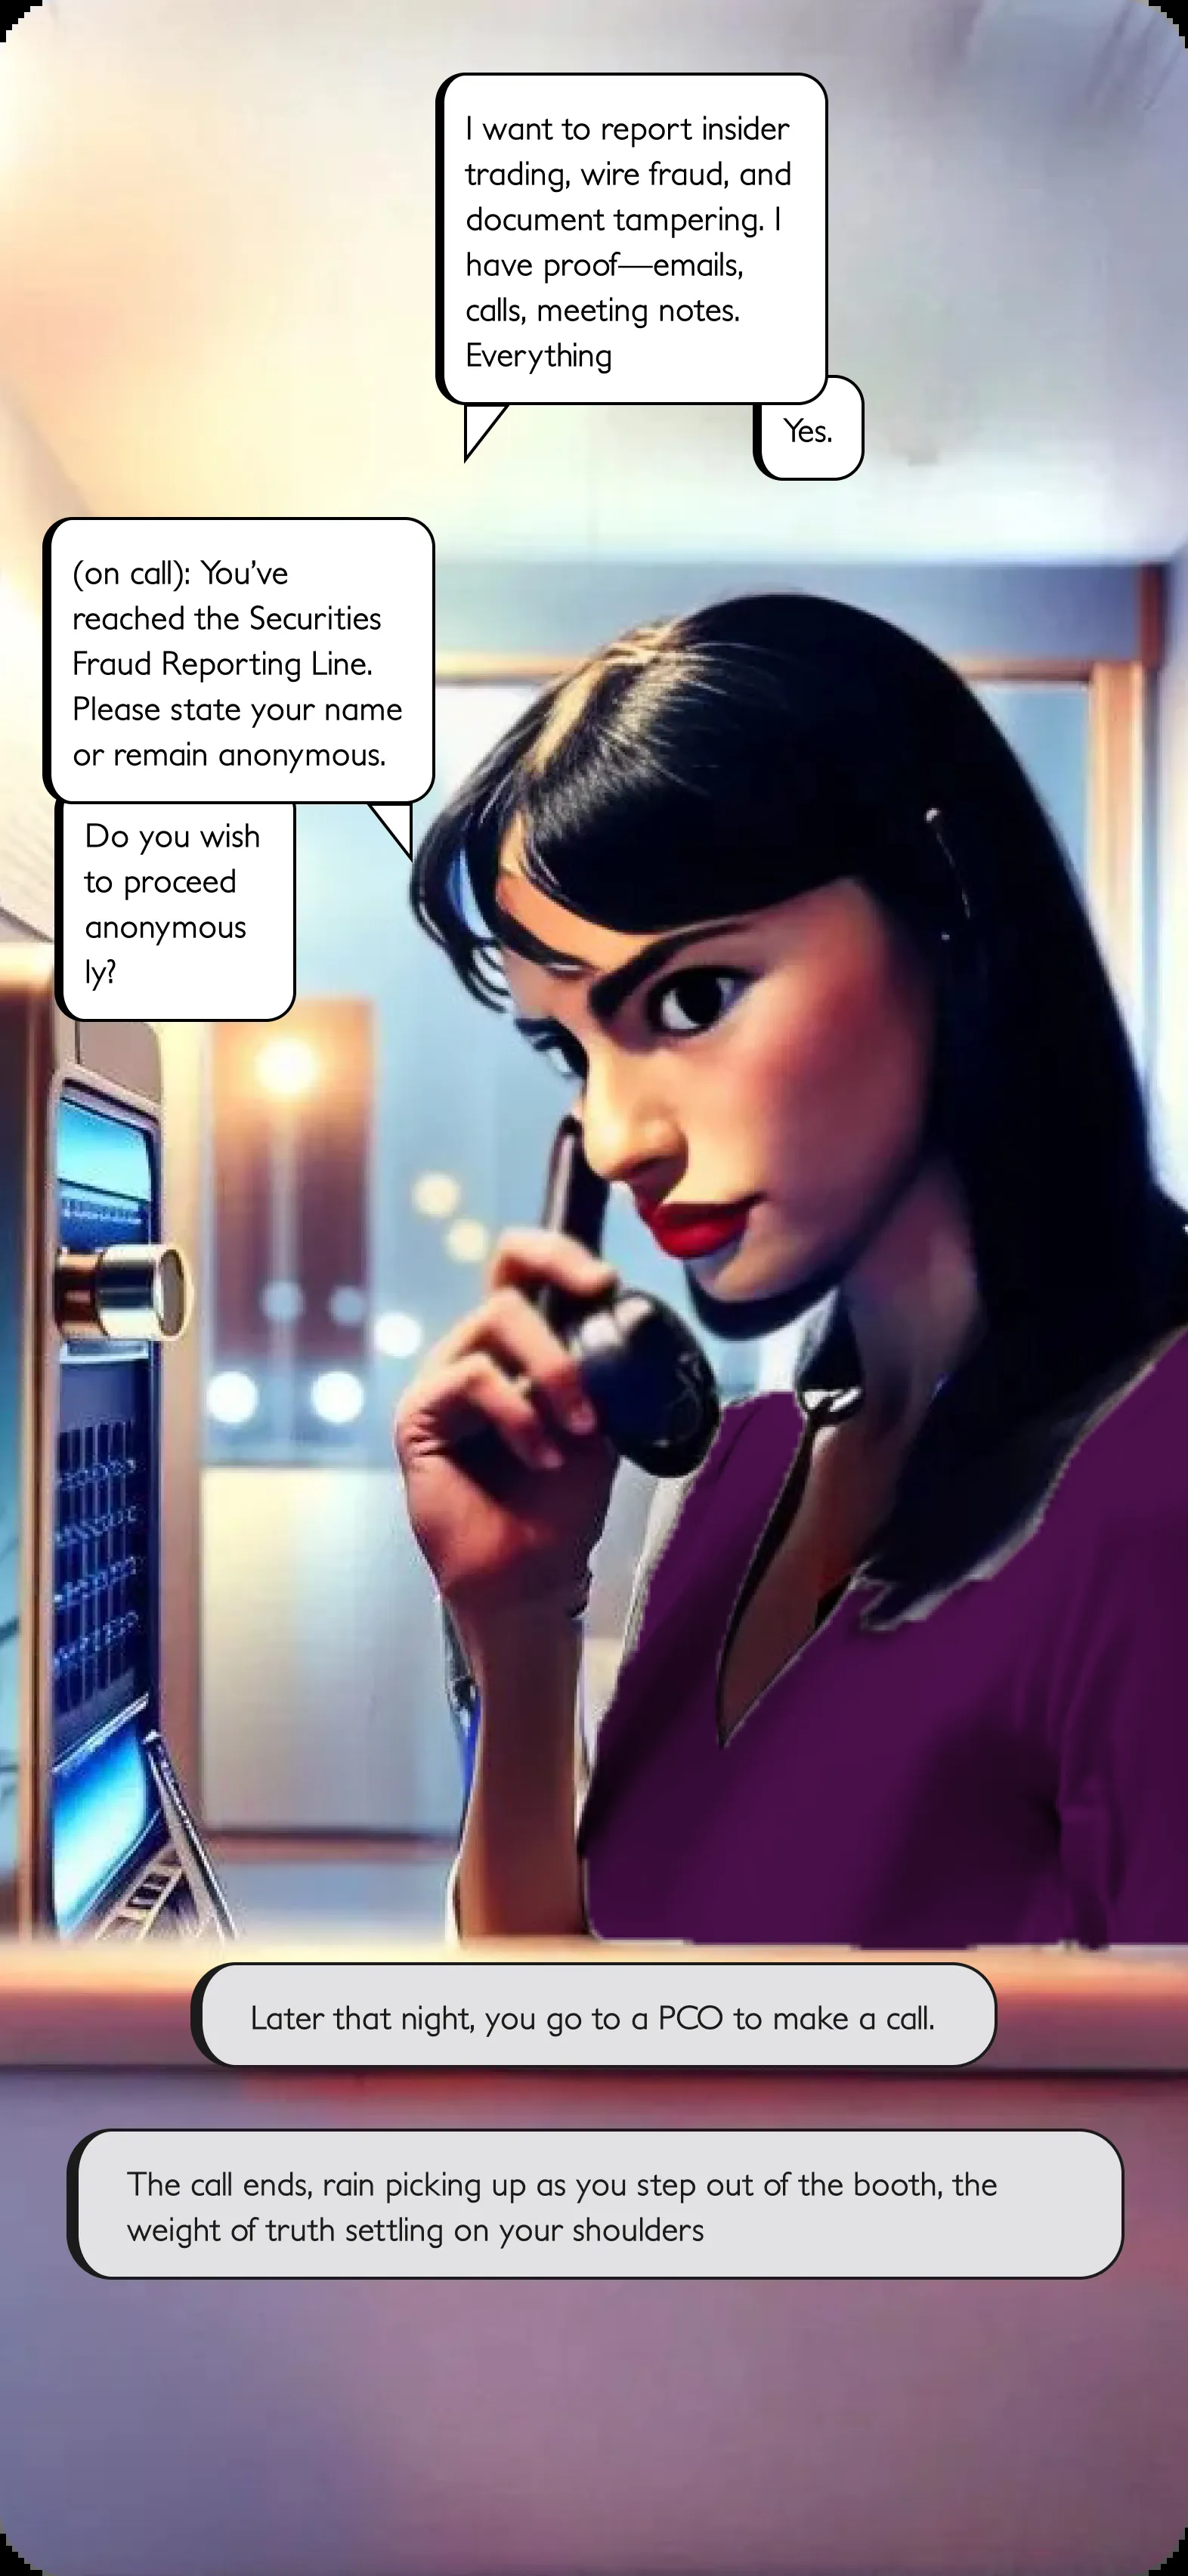 I want to report insider
trading, wire fraud, and
document tampering. I
have proof—emails,
calls, meeting notes.
Everything
Yes.
(on call): You’ve
reached the Securities
Fraud Reporting Line.
Please state your name
or remain anonymous.
Do you wish
to proceed
anonymous
ly?
Later that night, you go to a PCO to make a call.
The call ends, rain picking up as you step out of the booth, the
weight of truth settling on your shoulders